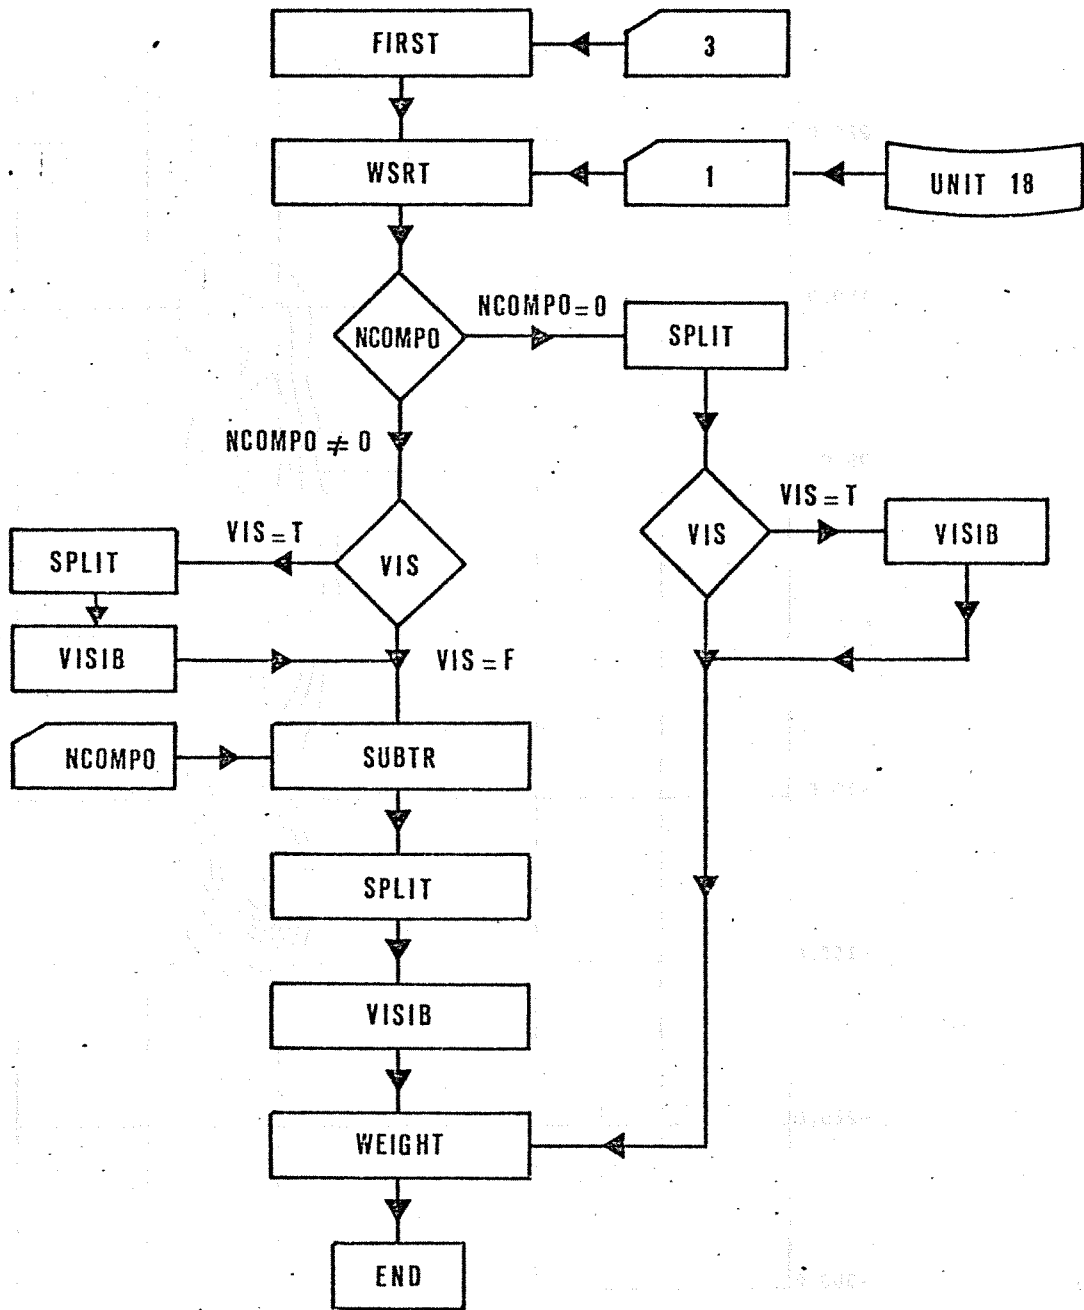 FIRST
3
WSRT
1
UNIT 18
NCOMPO
NCOMPO = 0
SPLIT
NCOMPO ≠ 0
VIS = T
VIS
VIS = T
VISIB
SPLIT
VIS
VISIB
VIS = F
NCOMPO
SUBTR
SPLIT
VISIB
WEIGHT
END